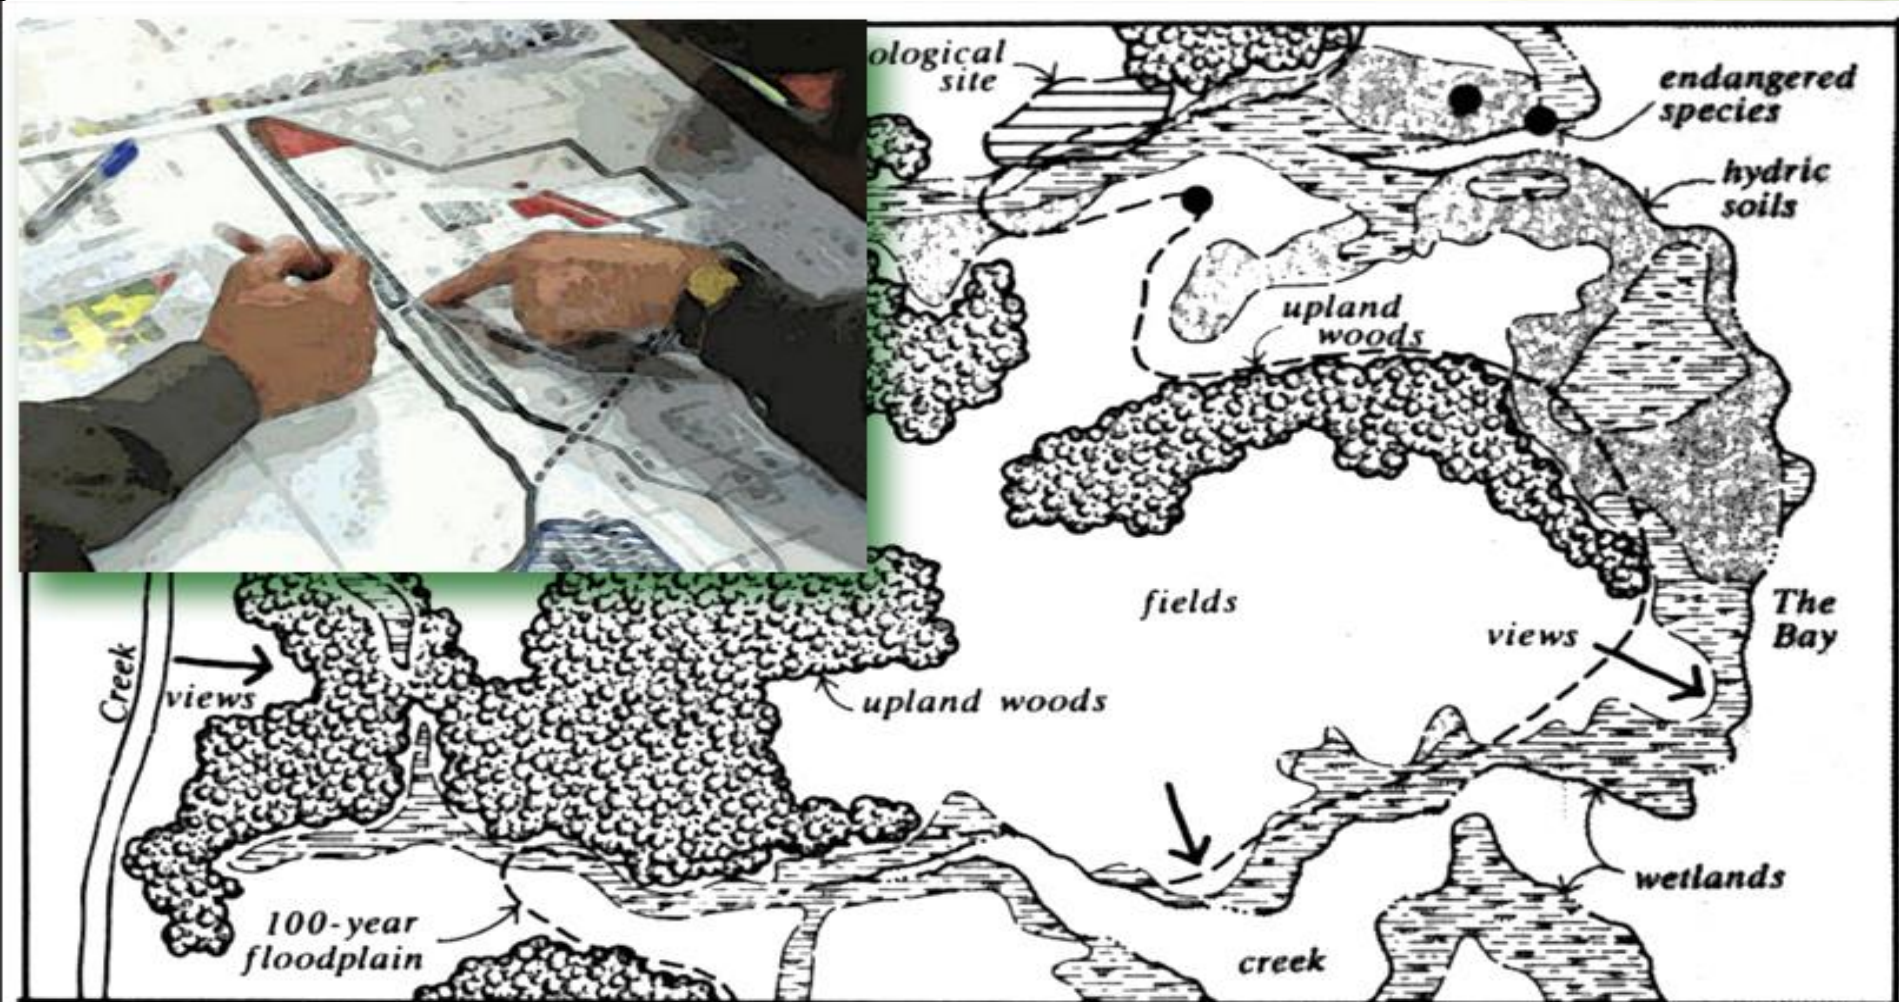 ological
site
endangered
species
hydric
soils
upland
woods
fields
views
The
Bay
Creek
views
upland woods
100-year
floodplain
wetlands
creek